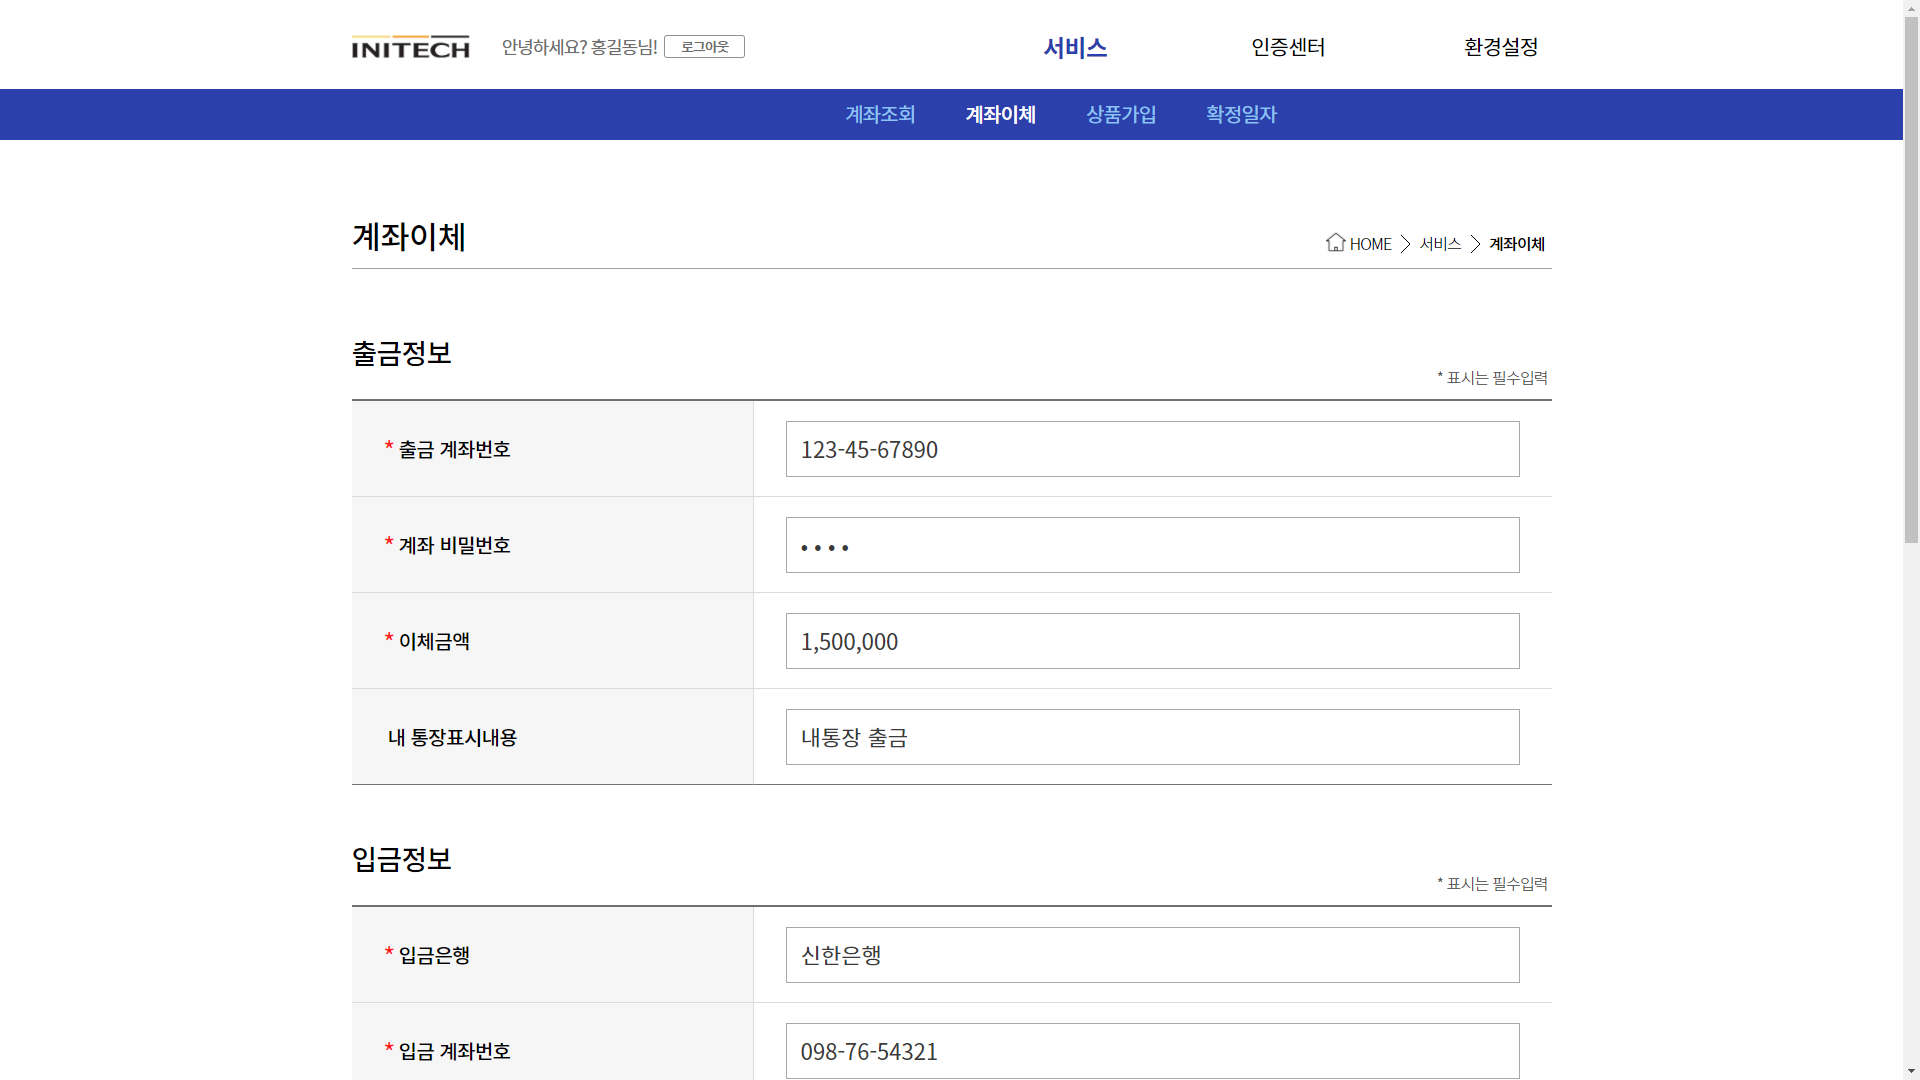 INITECH 안녕하세요? 홍길동님! 로그아웃 서비스 인증센터 환경설정
계좌조회 계좌이체 상품가입 확정일자
계좌이체
HOME 서비스 계좌이체
출금정보
* 표시는 필수입력
* 출금 계좌번호 123-45-67890
* 계좌 비밀번호 ••••
* 이체금액 1,500,000
내 통장표시내용 내통장 출금
입금정보
* 표시는 필수입력
* 입금은행 신한은행
* 입금 계좌번호 098-76-54321